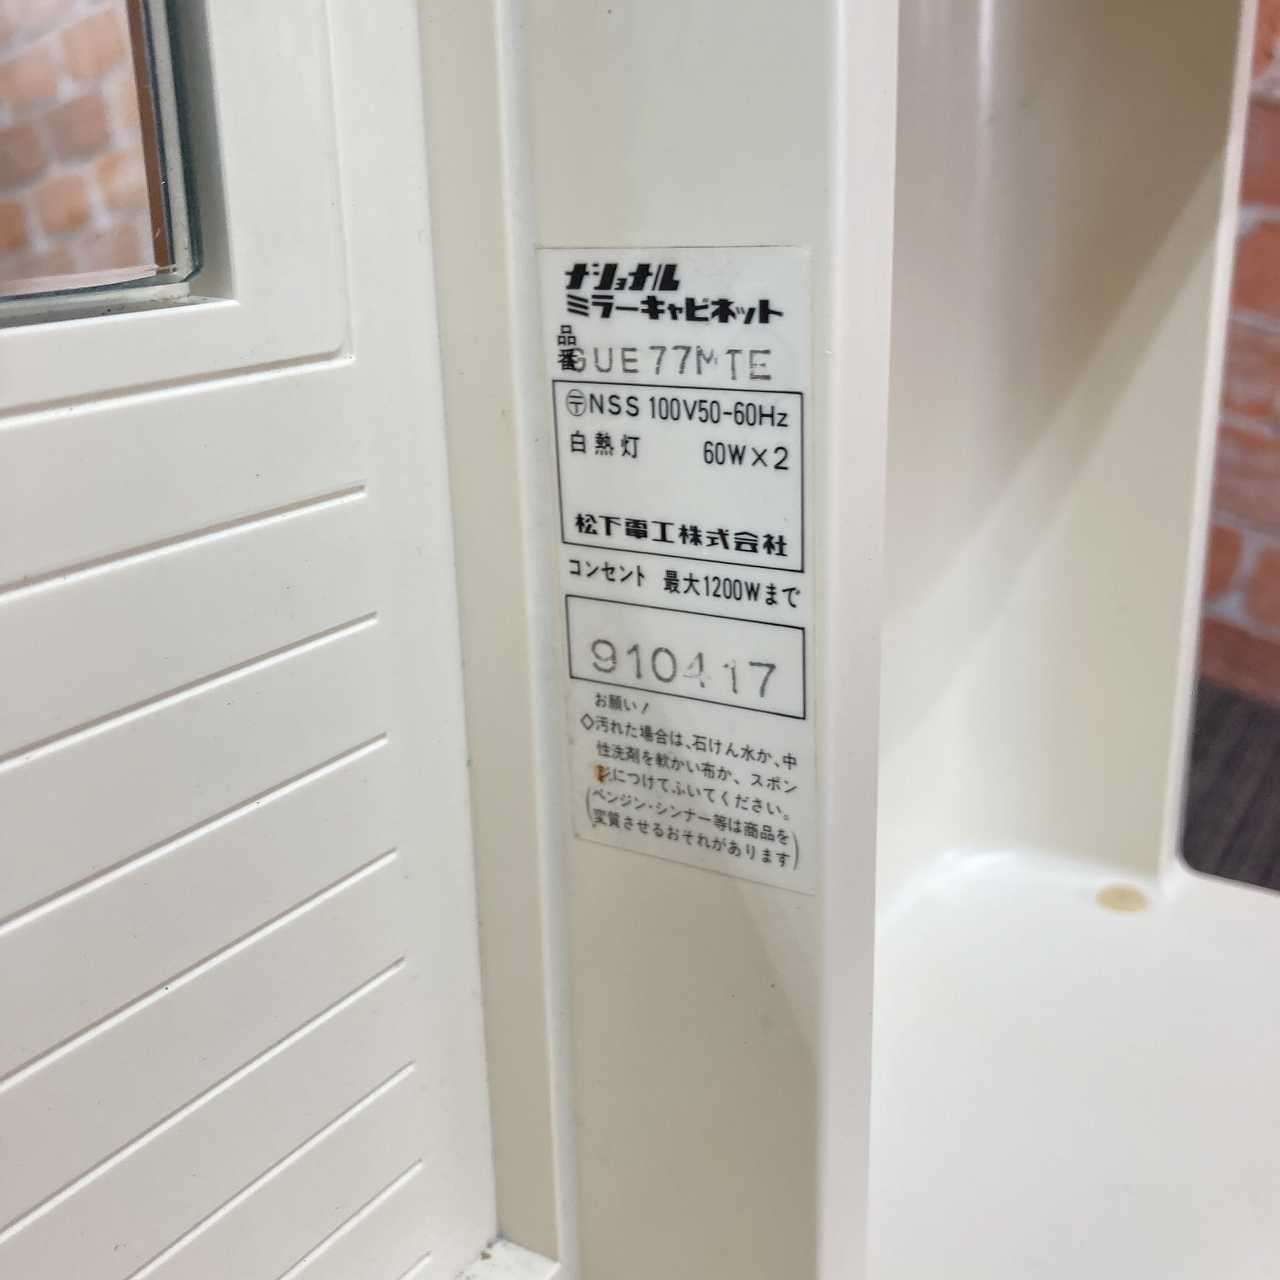 ナショナル
ミラーキャビネット
品番 GUE77MTE
〒NSS 100V50-60Hz
白熱灯 60W×2
松下電工株式会社
コンセント 最大1200Wまで
910417
お願い!
◇汚れた場合は、石けん水か、中
性洗剤を軟かい布か、スポン
ジにつけてふいてください。
(ベンジン・シンナー等は商品を
変質させるおそれがあります)